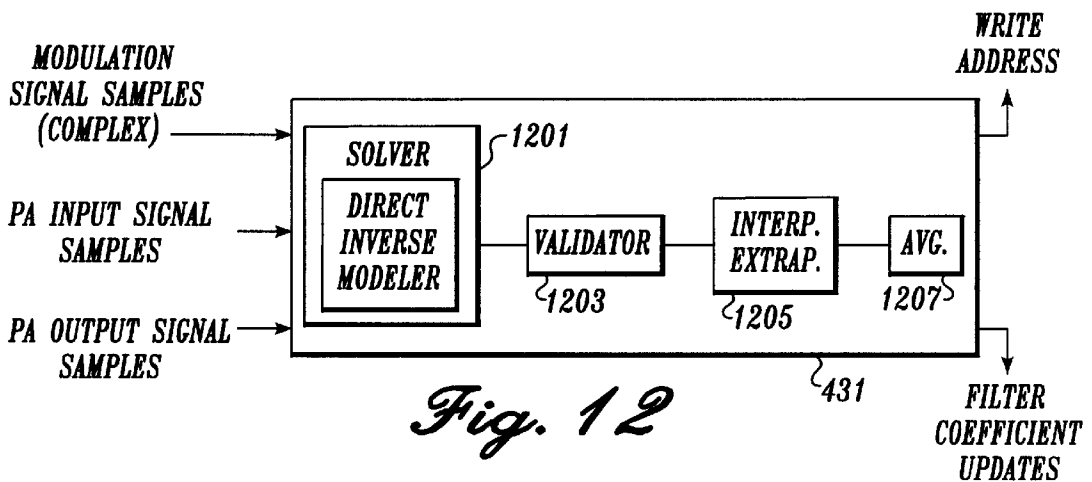 MODULATION
SIGNAL SAMPLES
(COMPLEX)
PA INPUT SIGNAL
SAMPLES
PA OUTPUT SIGNAL
SAMPLES
SOLVER
1201
DIRECT
INVERSE
MODELER
VALIDATOR
1203
INTERP.
EXTRAP.
1205
AVG.
1207
431
WRITE
ADDRESS
FILTER
COEFFICIENT
UPDATES
Fig. 12